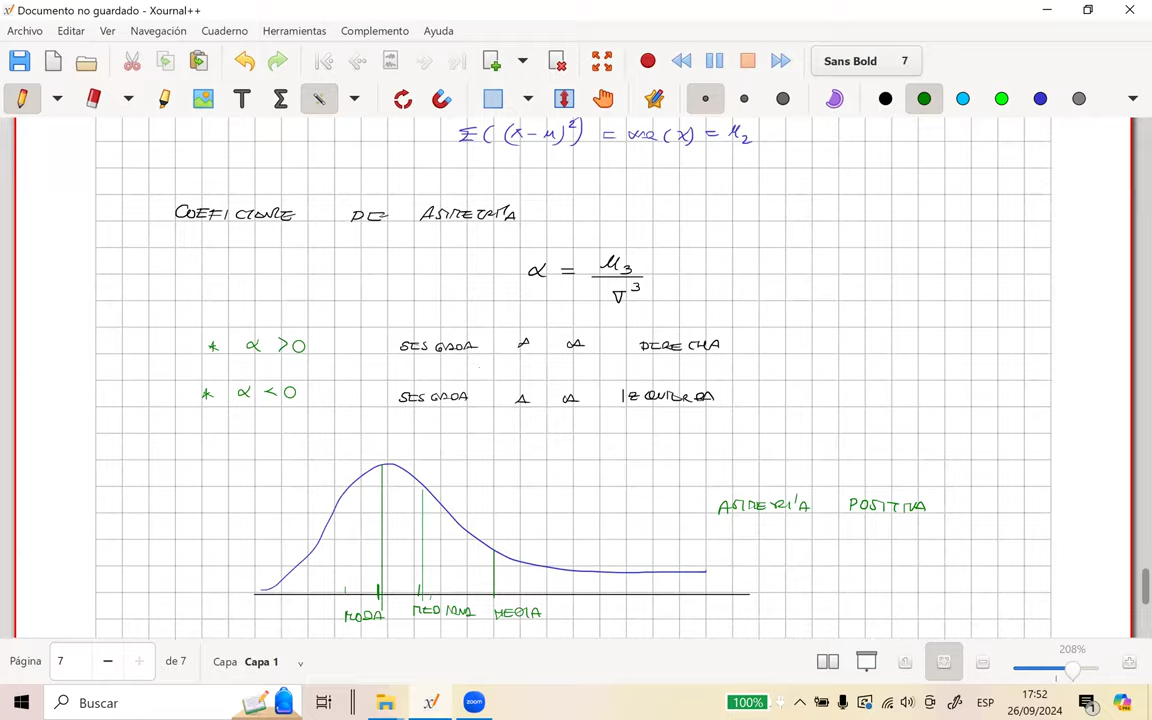 Documento no guardado - Xournal++
Archivo Editar Ver Navegación Cuaderno Herramientas Complemento Ayuda
Sans Bold 7
Σ((x-μ)²) = var(x) = μ₂
COEFICIENTE DE ASIMETRÍA
α = μ₃ / σ³
* α >0 SESGADA A LA DERECHA
* α <0 SESGADA A LA IZQUIERDA
ASIMETRÍA POSITIVA
MODA MEDIANA MEDIA
Página 7 de 7 Capa Capa 1 208%
Buscar 100% ESP 17:52
26/09/2024